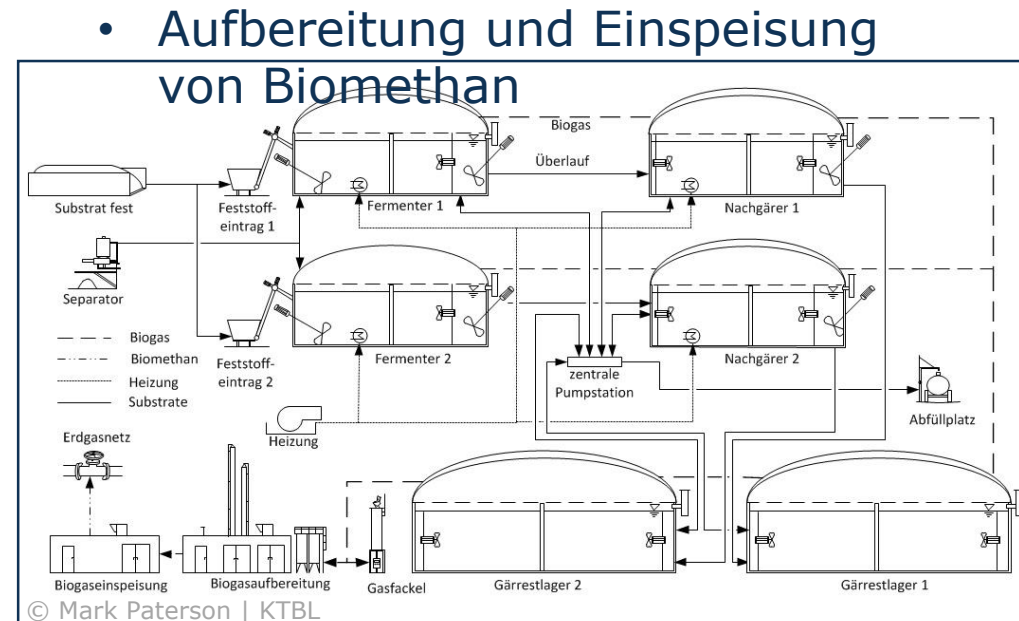 • Aufbereitung und Einspeisung
von Biomethan
Biogas
Überlauf
Substrat fest
Feststoff-
eintrag 1
Fermenter 1
Nachgärer 1
Separator
Biogas
Biomethan
Heizung
Substrate
Feststoff-
eintrag 2
Fermenter 2
zentrale
Pumpstation
Nachgärer 2
Abfüllplatz
Heizung
Erdgasnetz
Biogaseinspeisung
Biogasaufbereitung
Gasfackel
Gärrestlager 2
Gärrestlager 1
© Mark Paterson | KTBL